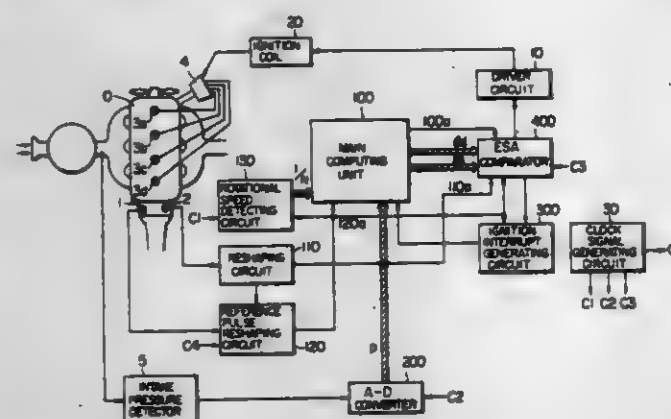 20
IGNITION
COIL
4
0
10
DRIVER
CIRCUIT
100
MAIN
COMPUTING
UNIT
100a
400
ESA
COMPARATOR
C3
3a
3b
3c
3d
130
ROTATIONAL
SPEED
DETECTING
CIRCUIT
C1
1/N
110a
120a
1
2
110
RESHAPING
CIRCUIT
300
IGNITION
INTERRUPT
GENERATING
CIRCUIT
30
CLOCK
SIGNAL
GENERATING
CIRCUIT
C1 C2 C3
REFERENCE
PULSE
RESHAPING
CIRCUIT
120
5
INTAKE
PRESSURE
DETECTOR
P
200
A-D
CONVERTER
C2